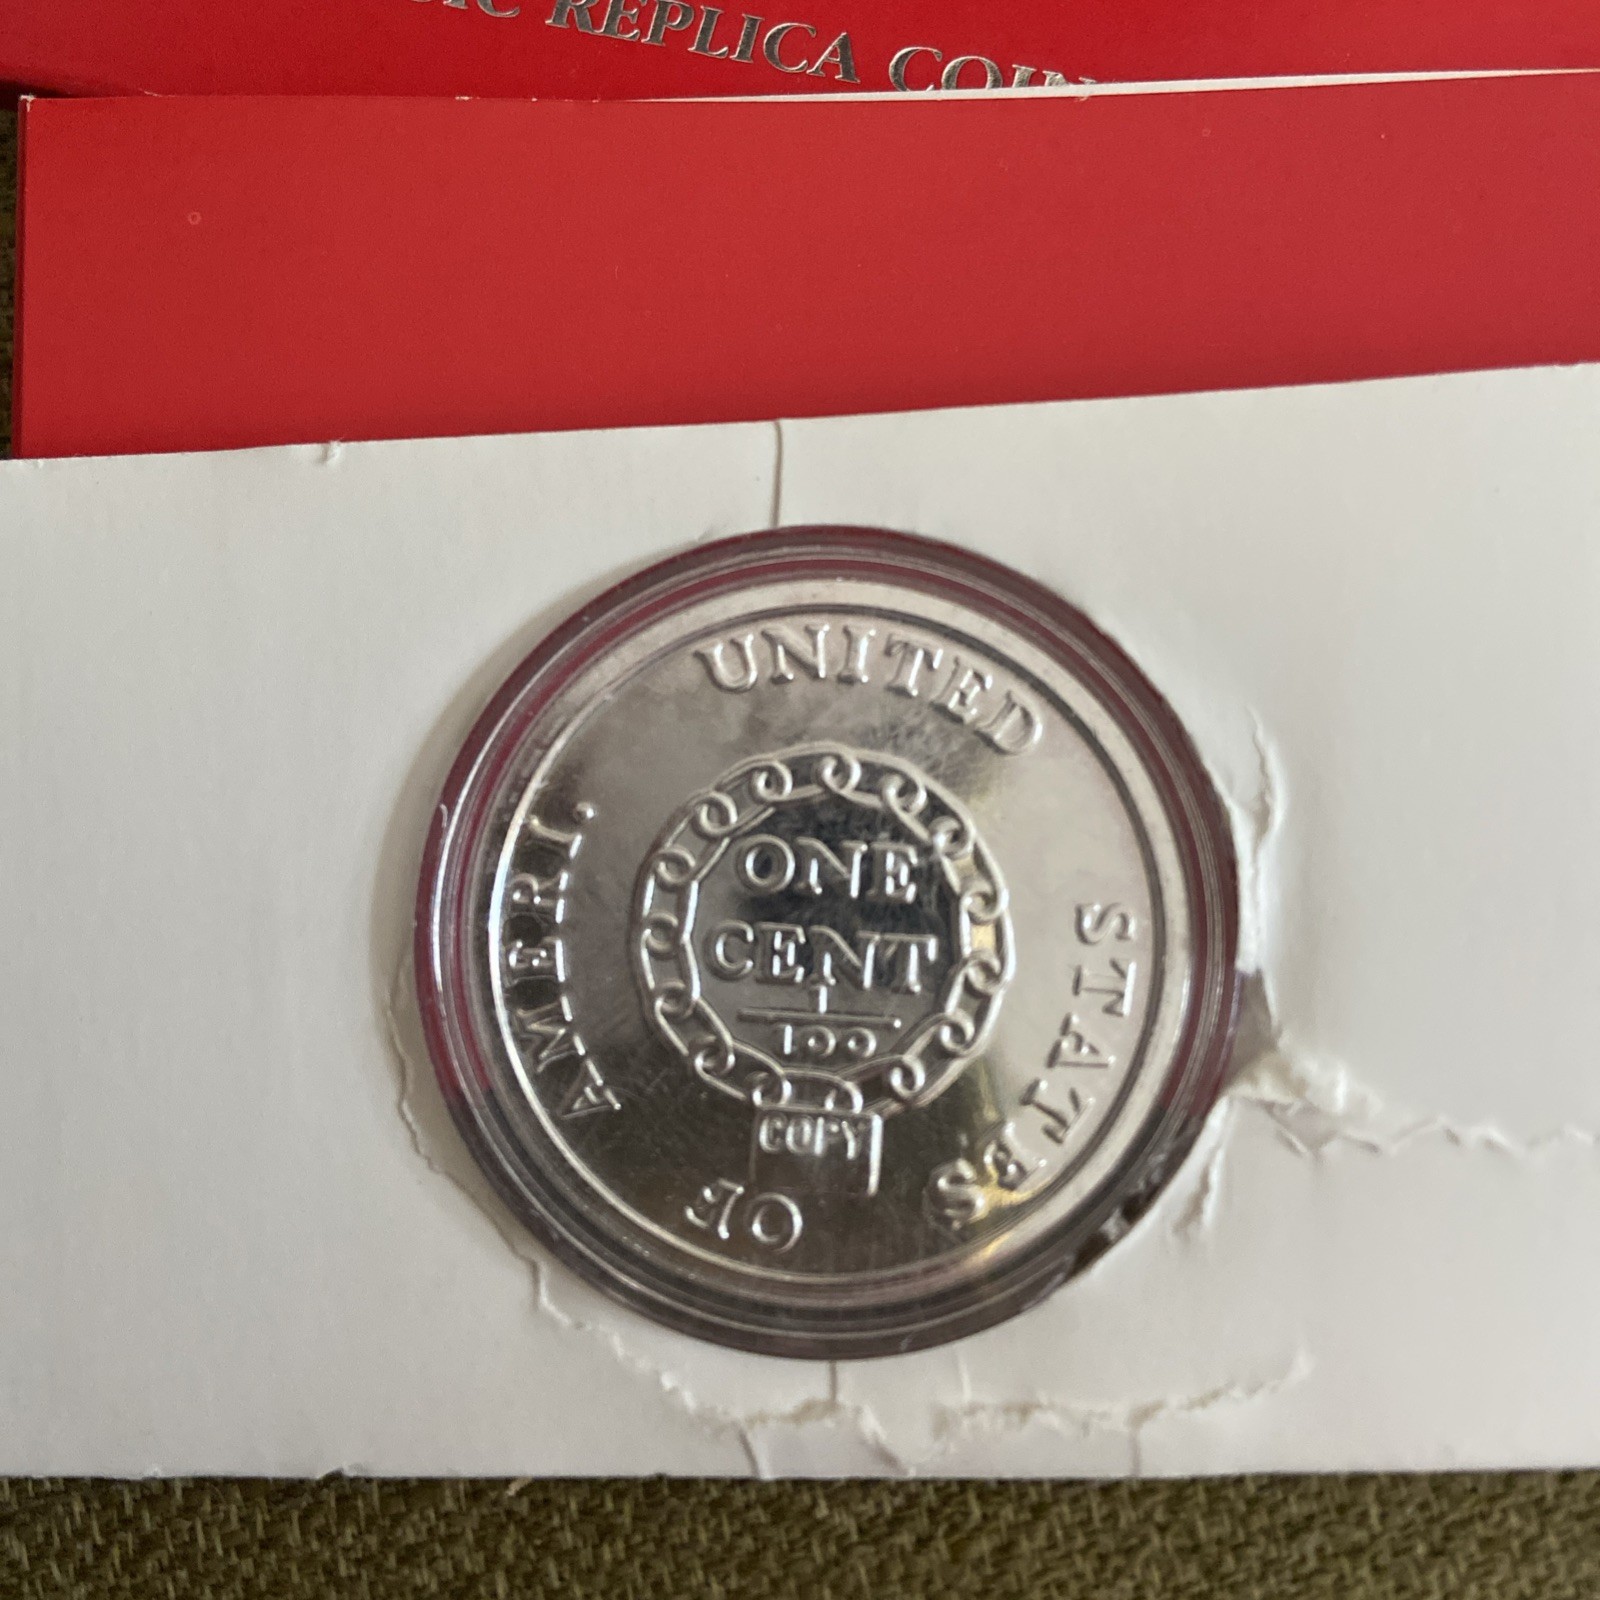 REPLICA COIN
UNITED STATES OF AMERI.
ONE
CENT
1
100
COPY